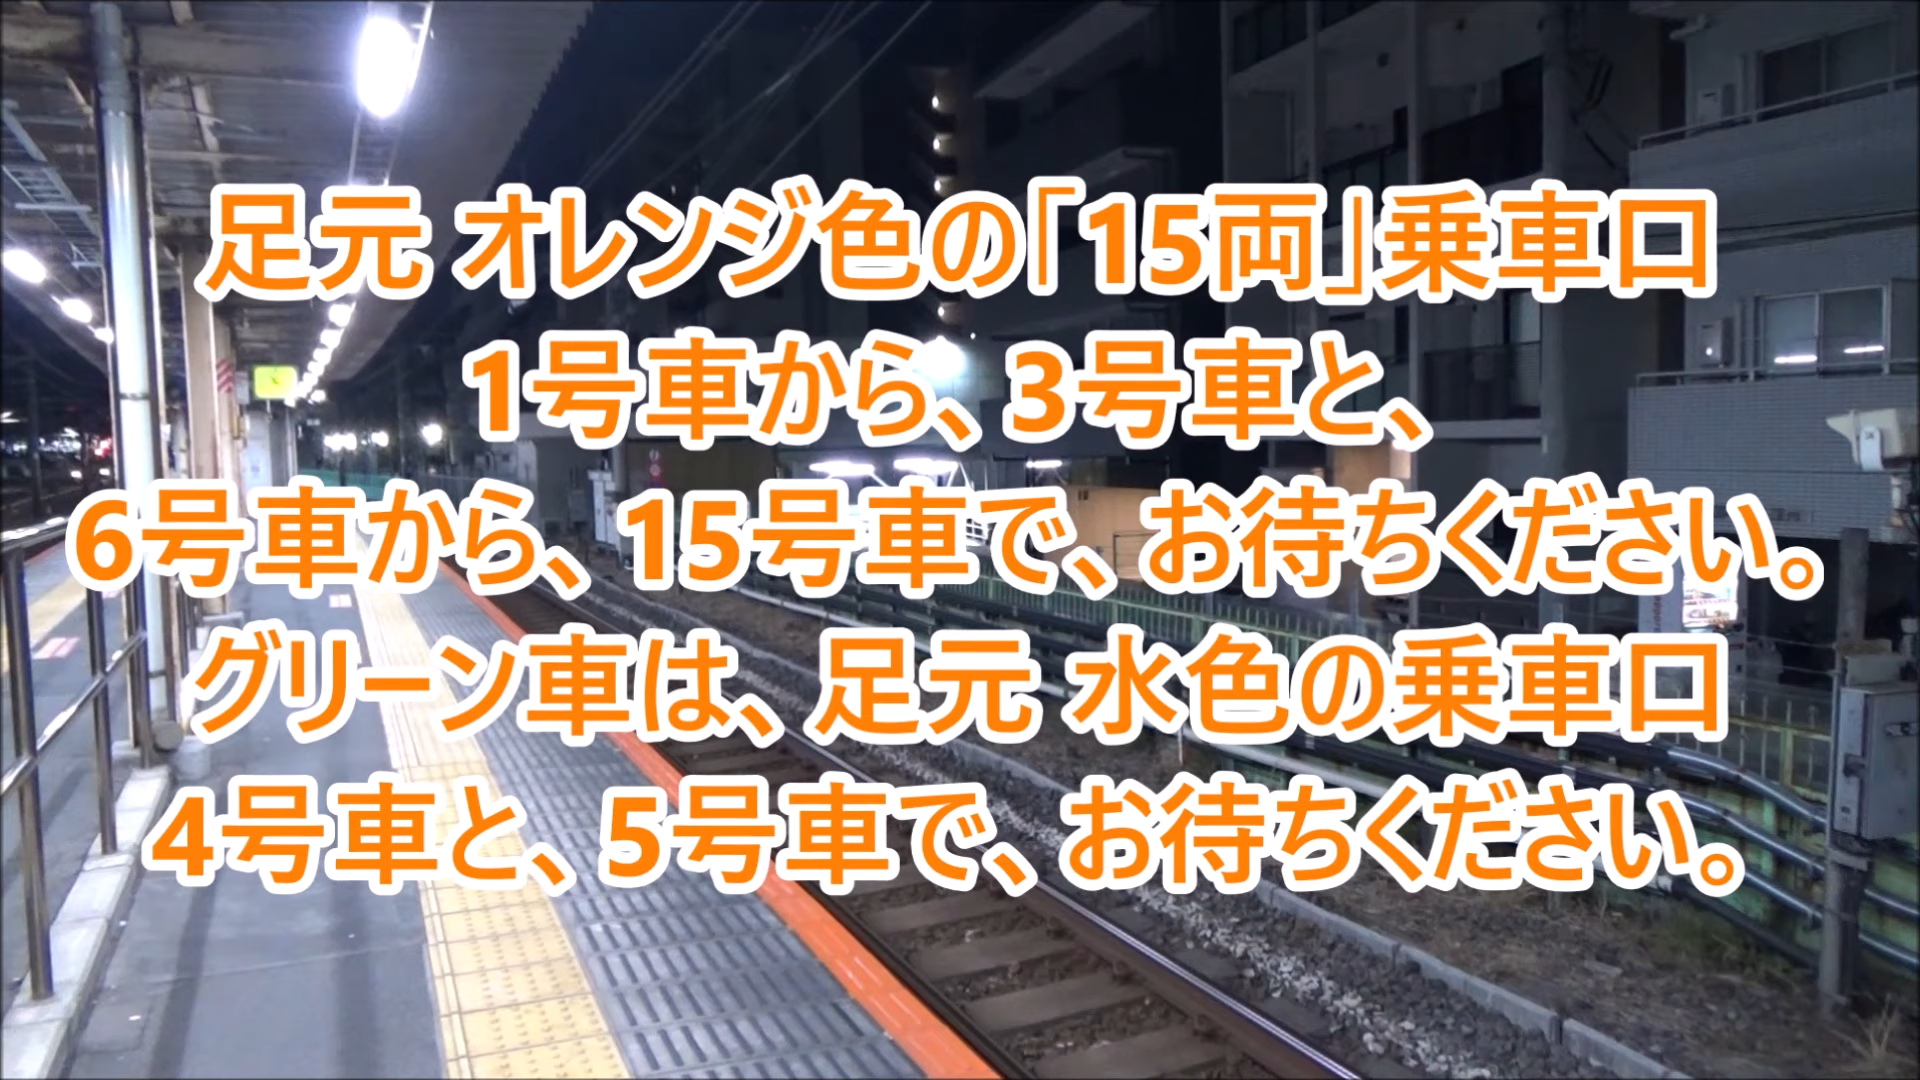 足元 オレンジ色の「15両」乗車口
1号車から、3号車と、
6号車から、15号車で、お待ちください。
グリーン車は、足元 水色の乗車口
4号車と、5号車で、お待ちください。